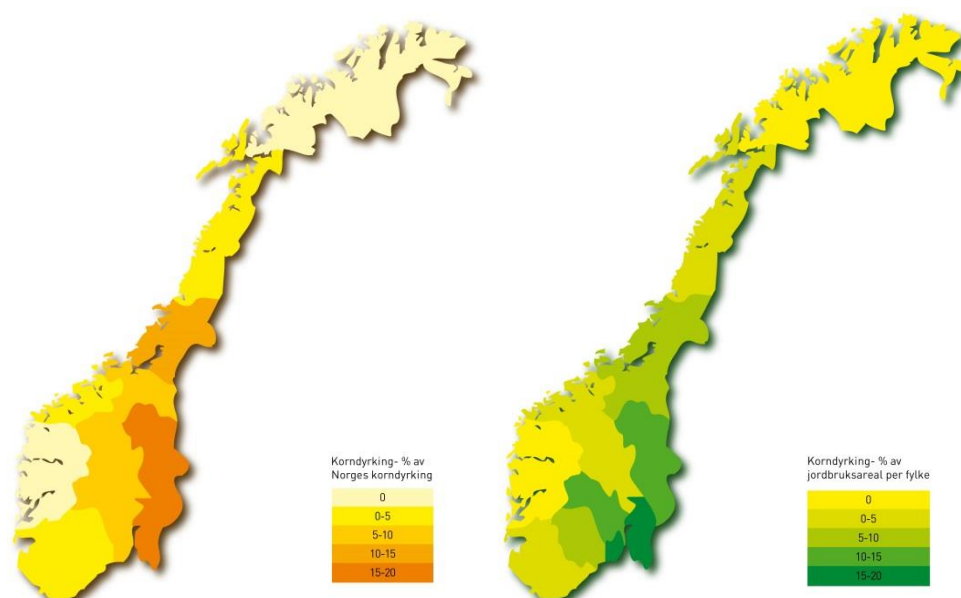 Korndyrking- % av
Norges korndyrking
0
0-5
5-10
10-15
15-20
Korndyrking- % av
jordbruksareal per fylke
0
0-5
5-10
10-15
15-20